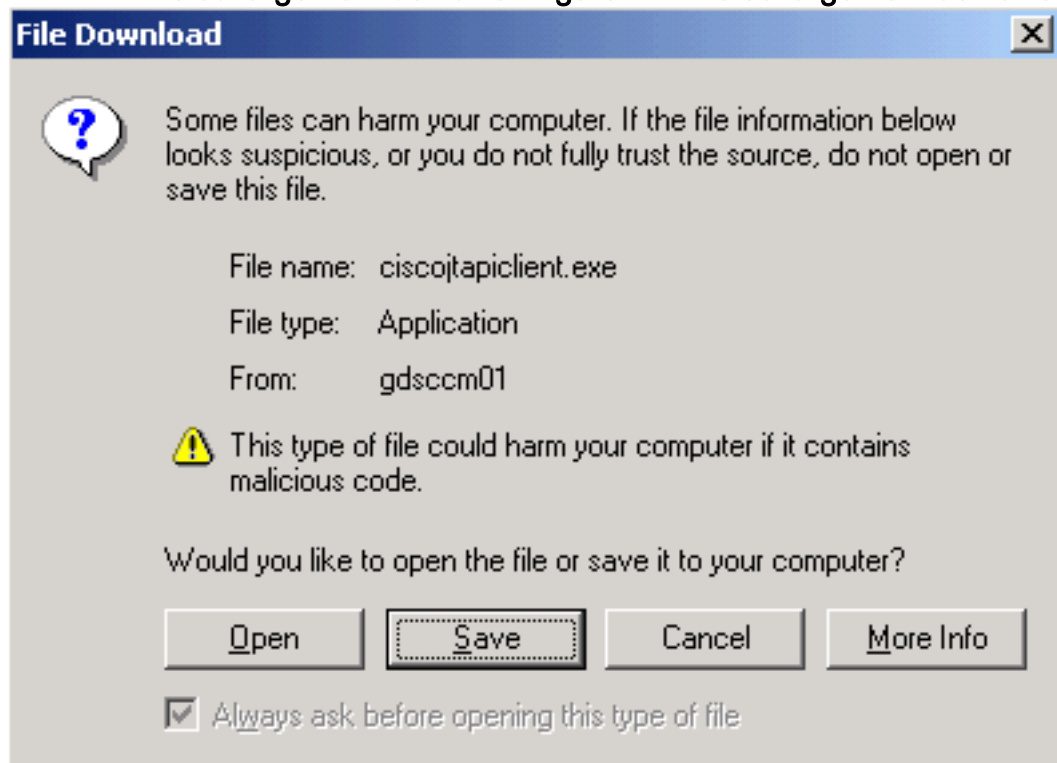 File Download
Some files can harm your computer. If the file information below
looks suspicious, or you do not fully trust the source, do not open or
save this file.
File name: ciscojtapiclient.exe
File type: Application
From: gdsccm01
This type of file could harm your computer if it contains
malicious code.
Would you like to open the file or save it to your computer?
Open Save Cancel More Info
Always ask before opening this type of file